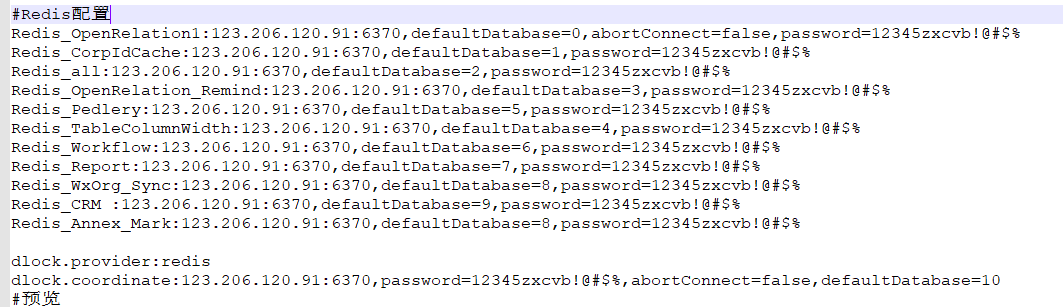 #Redis配置
Redis_OpenRelation1:123.206.120.91:6370,defaultDatabase=0,abortConnect=false,password=12345zxcvb!@#$%
Redis_CorpIdCache:123.206.120.91:6370,defaultDatabase=1,password=12345zxcvb!@#$%
Redis_all:123.206.120.91:6370,defaultDatabase=2,password=12345zxcvb!@#$%
Redis_OpenRelation_Remind:123.206.120.91:6370,defaultDatabase=3,password=12345zxcvb!@#$%
Redis_Pedlery:123.206.120.91:6370,defaultDatabase=5,password=12345zxcvb!@#$%
Redis_TableColumnWidth:123.206.120.91:6370,defaultDatabase=4,password=12345zxcvb!@#$%
Redis_Workflow:123.206.120.91:6370,defaultDatabase=6,password=12345zxcvb!@#$%
Redis_Report:123.206.120.91:6370,defaultDatabase=7,password=12345zxcvb!@#$%
Redis_WxOrg_Sync:123.206.120.91:6370,defaultDatabase=8,password=12345zxcvb!@#$%
Redis_CRM :123.206.120.91:6370,defaultDatabase=9,password=12345zxcvb!@#$%
Redis_Annex_Mark:123.206.120.91:6370,defaultDatabase=8,password=12345zxcvb!@#$%
dlock.provider:redis
dlock.coordinate:123.206.120.91:6370,password=12345zxcvb!@#$%,abortConnect=false,defaultDatabase=10
#预览